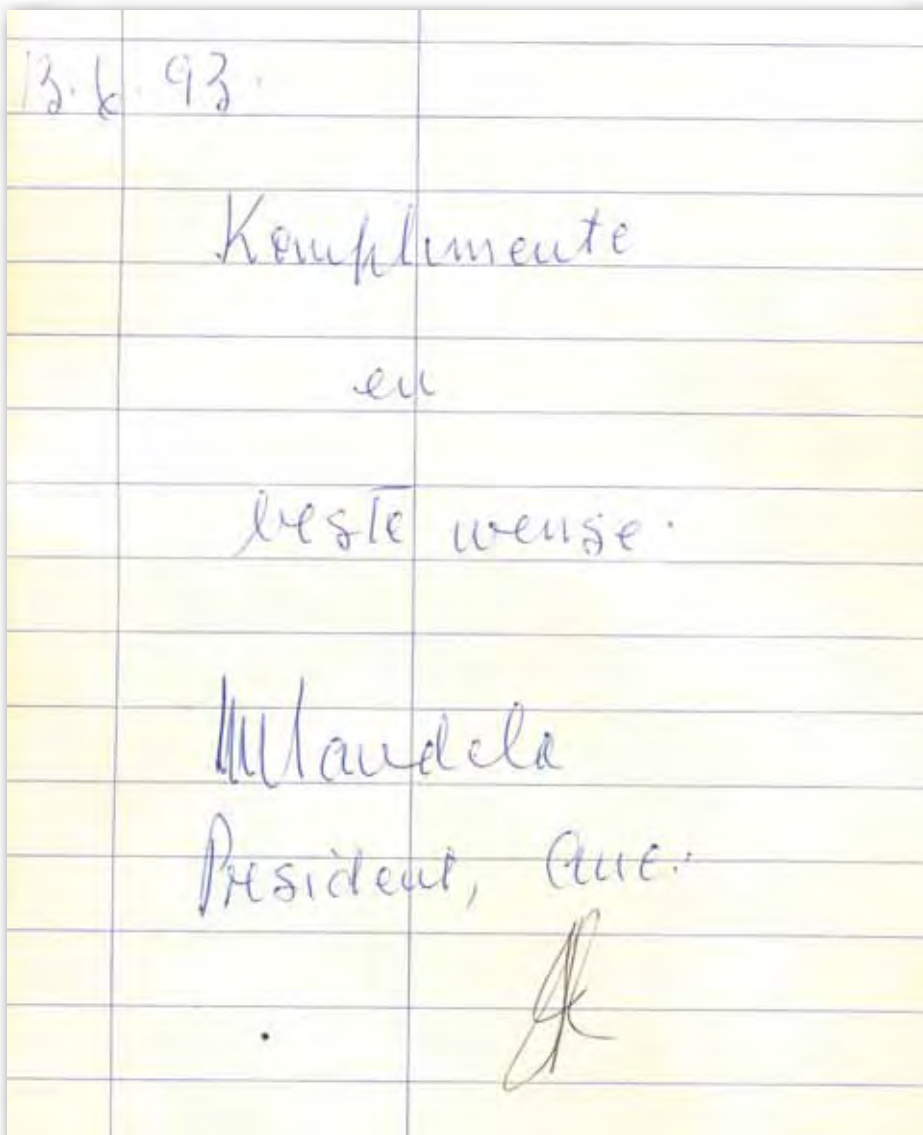 13. 6. 93.
Komplimente
en
beste wense.
NMandela
President, ANC.